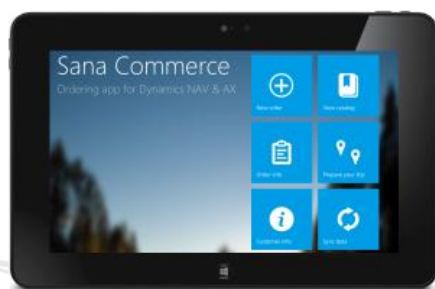 Sana Commerce
Ordering app for Dynamics NAV & AX
New order
View catalog
Order info
Prepare your trip
Customer info
Sync data